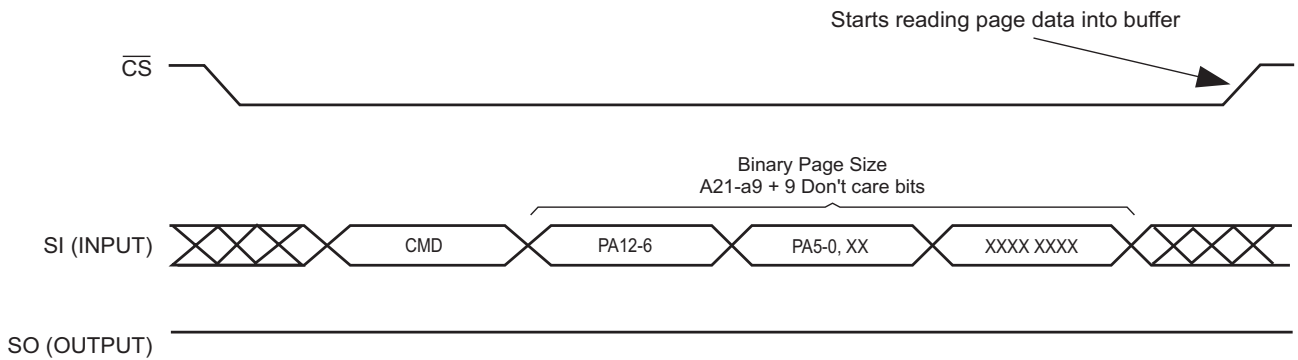 Starts reading page data into buffer
CS
Binary Page Size
A21-a9 + 9 Don't care bits
SI (INPUT)
CMD
PA12-6
PA5-0, XX
XXXX XXXX
SO (OUTPUT)